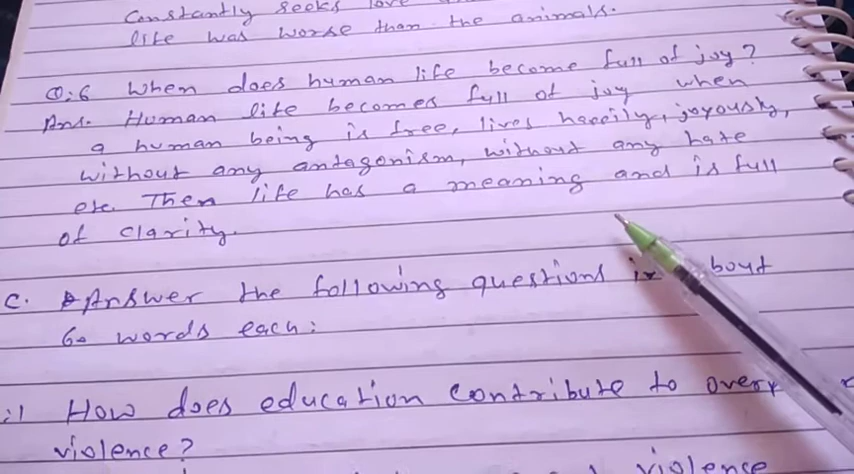 Constantly seeks love
life was worse than the animals.
Q:6 When does human life become full of joy?
Ans. Human life becomes full of joy when
a human being is free, lives happily, joyously,
without any antagonism, without any hate
etc. Then life has a meaning and is full
of clarity.
C. Answer the following questions in about
60 words each:
:1 How does education contribute to every
violence?
violence